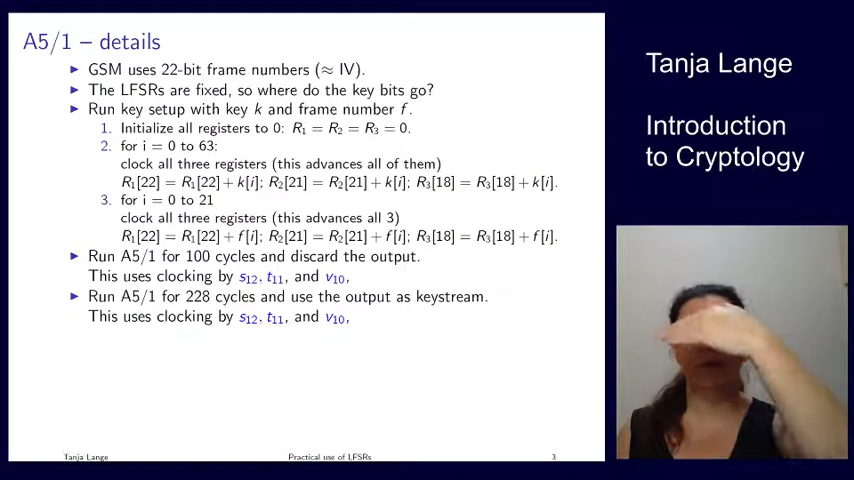 A5/1 – details
▶ GSM uses 22-bit frame numbers (≈ IV).
▶ The LFSRs are fixed, so where do the key bits go?
▶ Run key setup with key k and frame number f.
1. Initialize all registers to 0: R₁ = R₂ = R₃ = 0.
2. for i = 0 to 63:
clock all three registers (this advances all of them)
R₁[22] = R₁[22] + k[i]; R₂[21] = R₂[21] + k[i]; R₃[18] = R₃[18] + k[i].
3. for i = 0 to 21
clock all three registers (this advances all 3)
R₁[22] = R₁[22] + f[i]; R₂[21] = R₂[21] + f[i]; R₃[18] = R₃[18] + f[i].
▶ Run A5/1 for 100 cycles and discard the output.
This uses clocking by s₁₂, t₁₁, and v₁₀,
▶ Run A5/1 for 228 cycles and use the output as keystream.
This uses clocking by s₁₂, t₁₁, and v₁₀,
Tanja Lange
Practical use of LFSRs
3
Tanja Lange
Introduction
to Cryptology